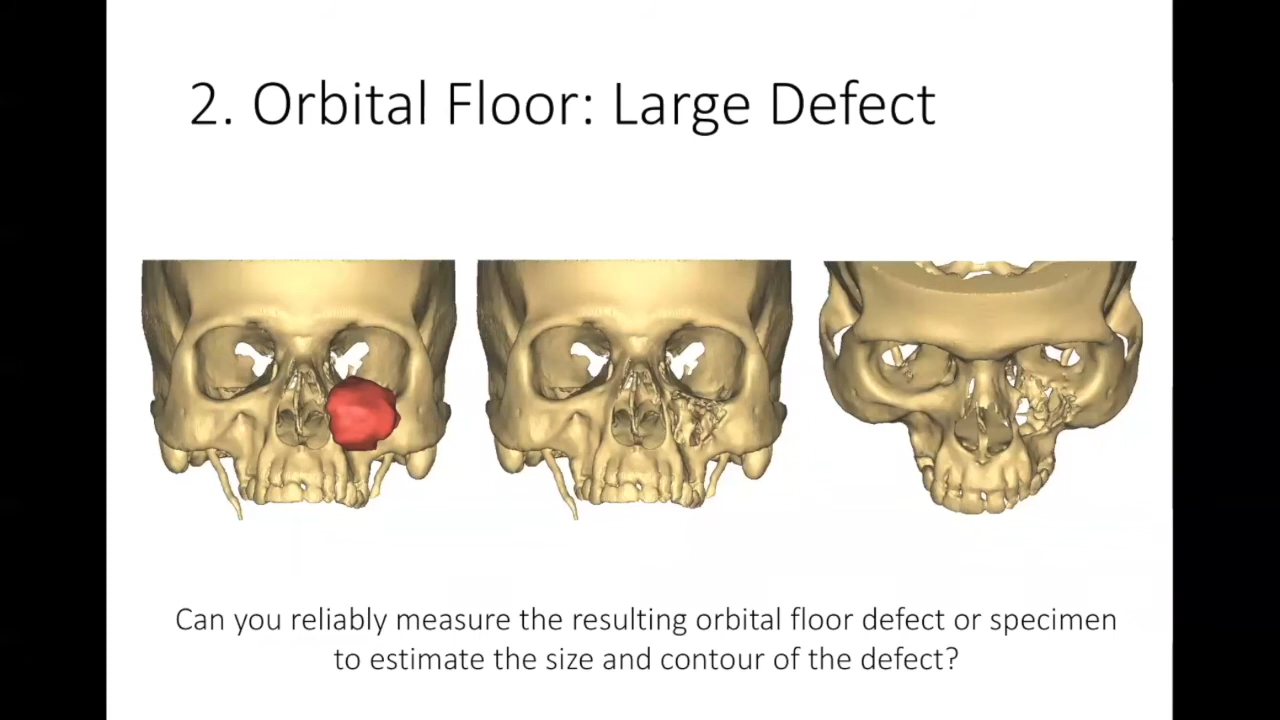 2. Orbital Floor: Large Defect
Can you reliably measure the resulting orbital floor defect or specimen
to estimate the size and contour of the defect?